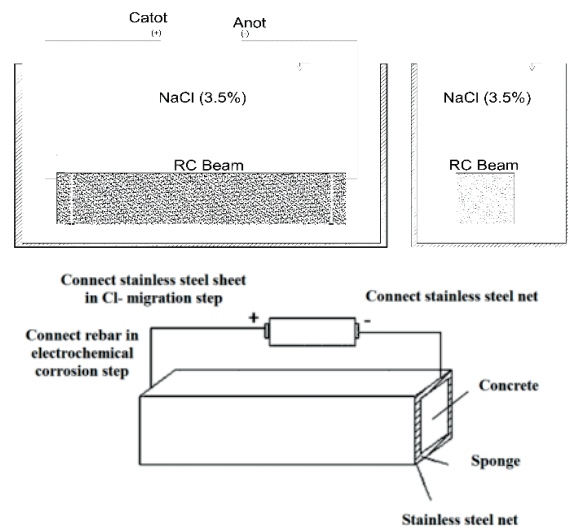 Catot
(+)
Anot
(-)
NaCl (3.5%)
RC Beam
NaCl (3.5%)
RC Beam
Connect stainless steel sheet
in Cl- migration step
Connect stainless steel net
+
-
Connect rebar in
electrochemical
corrosion step
Concrete
Sponge
Stainless steel net